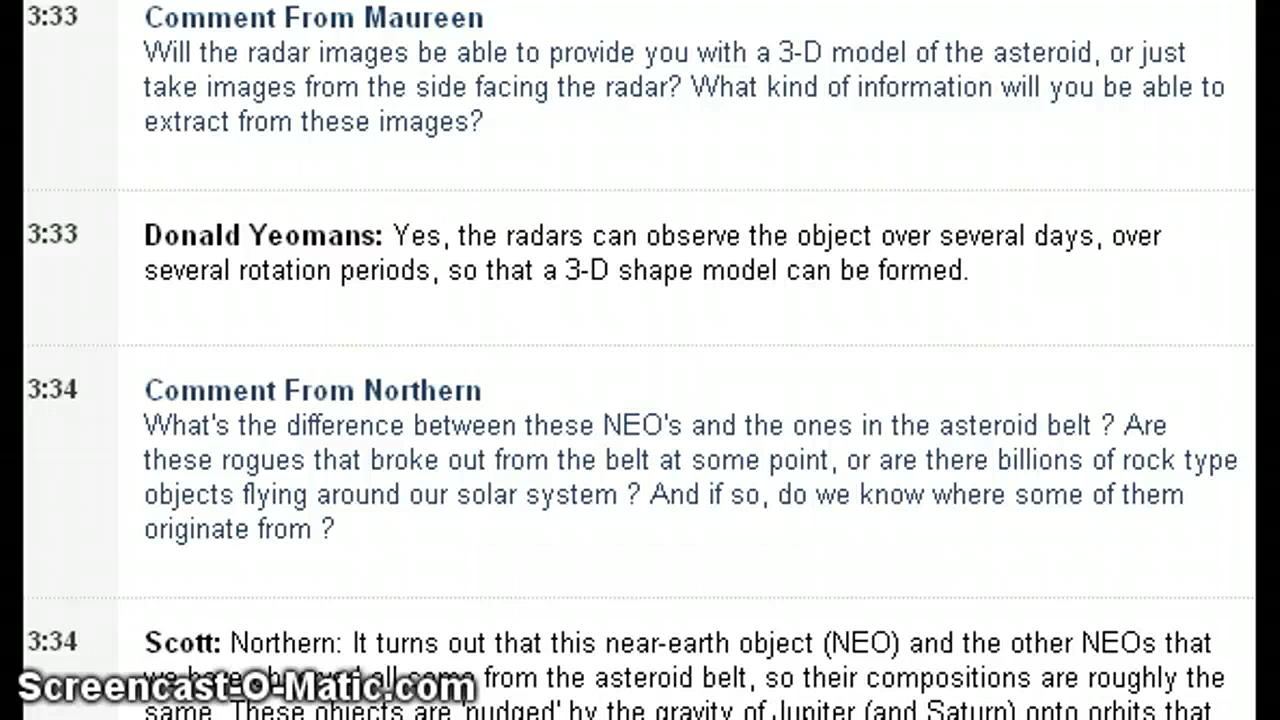 3:33 Comment From Maureen
Will the radar images be able to provide you with a 3-D model of the asteroid, or just
take images from the side facing the radar? What kind of information will you be able to
extract from these images?
3:33 Donald Yeomans: Yes, the radars can observe the object over several days, over
several rotation periods, so that a 3-D shape model can be formed.
3:34 Comment From Northern
What's the difference between these NEO's and the ones in the asteroid belt ? Are
these rogues that broke out from the belt at some point, or are there billions of rock type
objects flying around our solar system ? And if so, do we know where some of them
originate from ?
3:34 Scott: Northern: It turns out that this near-earth object (NEO) and the other NEOs that
from the asteroid belt, so their compositions are roughly the
Screencast-O-Matic.com
same. These objects are 'nudged' by the gravity of Jupiter (and Saturn) onto orbits that